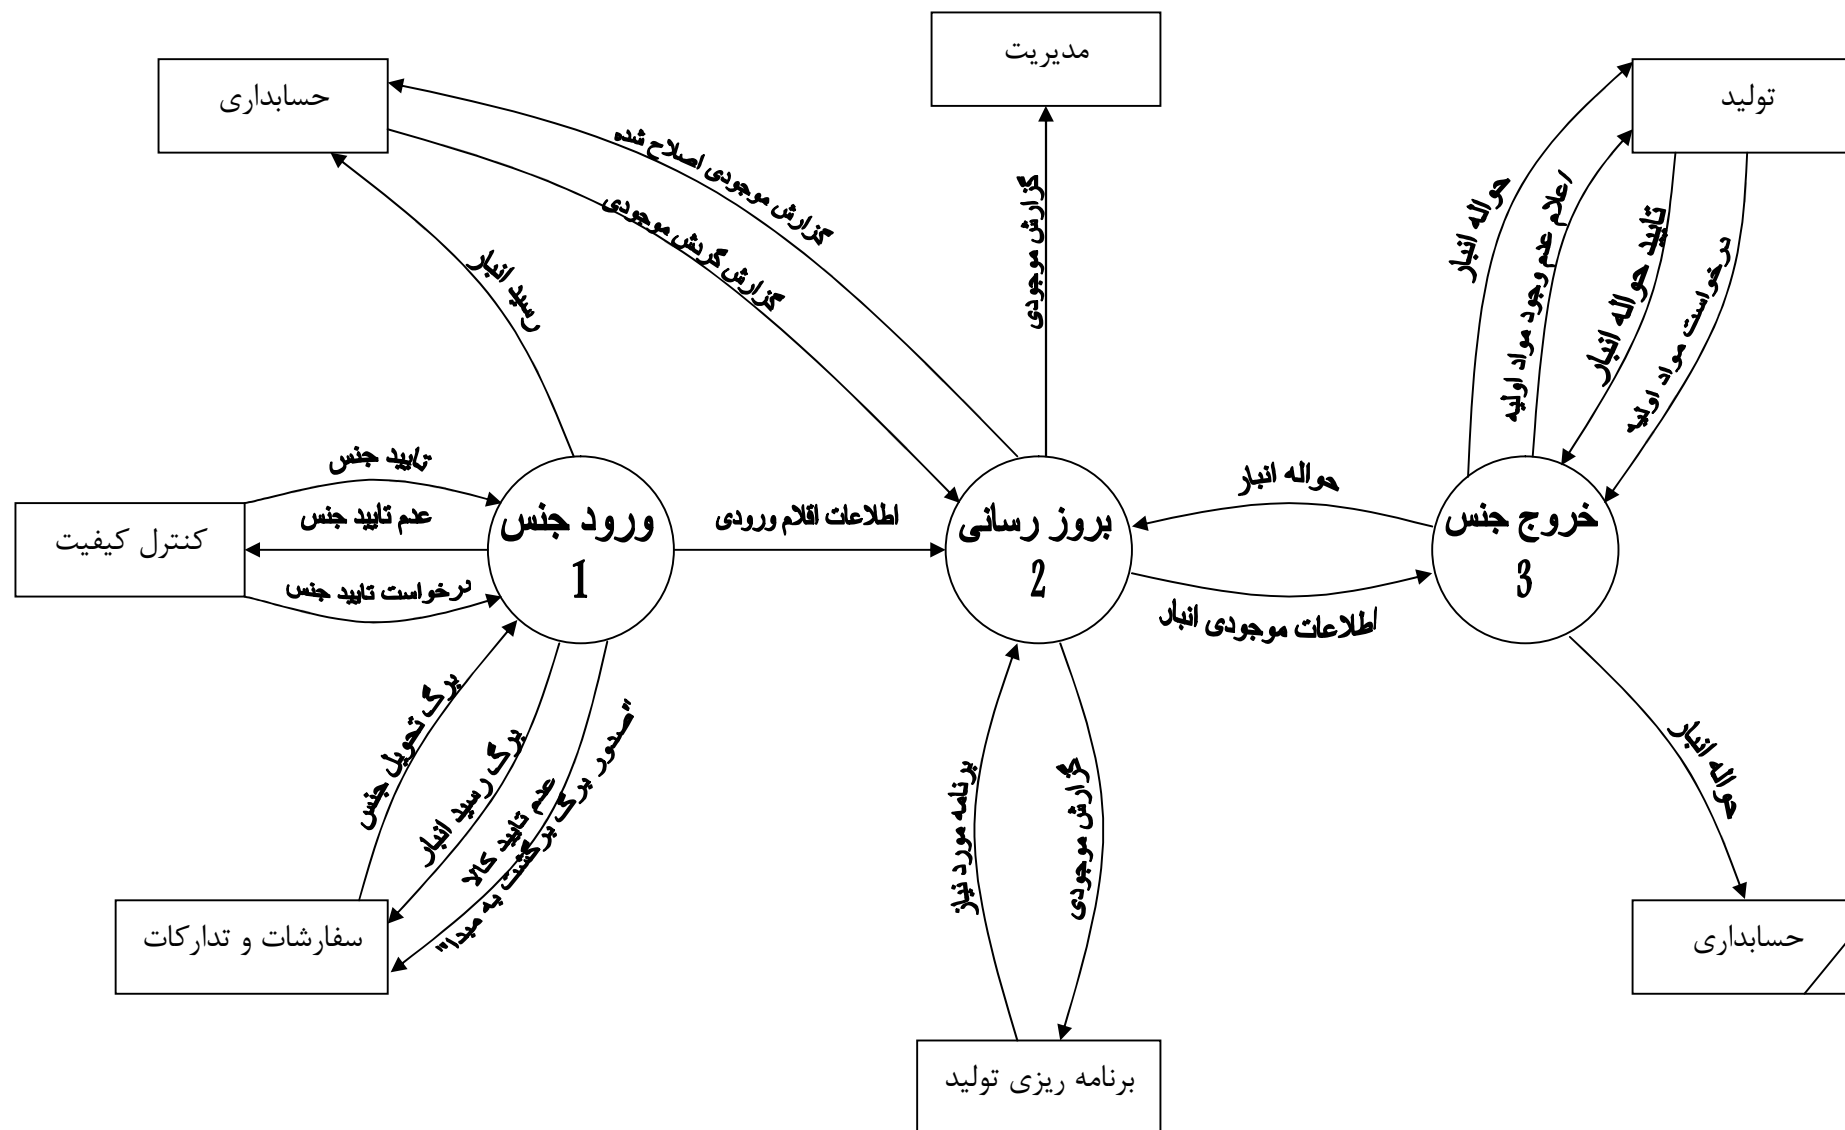 مدیریت
حسابداری
تولید
گزارش موجودی اصلاح شده
گزارش گردش موجودی
گزارش موجودی
حواله انبار
اعلام عدم وجود مواد اولیه
تایید حواله انبار
درخواست مواد اولیه
رسید انبار
تایید جنس
عدم تایید جنس
درخواست تایید جنس
کنترل کیفیت
ورود جنس
1
اطلاعات اقلام ورودی
بروز رسانی
2
حواله انبار
اطلاعات موجودی انبار
خروج جنس
3
برگ تحویل جنس
برگ رسید انبار
عدم تایید کالا
"صدور برگ برگشت به مبدا"
برنامه مورد نیاز
گزارش موجودی
حواله انبار
سفارشات و تدارکات
حسابداری
برنامه ریزی تولید